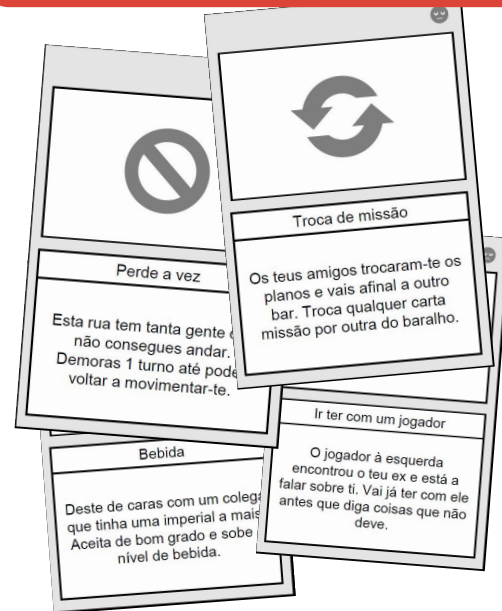 Troca de missão
Os teus amigos trocaram-te os
planos e vais afinal a outro
bar. Troca qualquer carta
missão por outra do baralho.
Perde a vez
Esta rua tem tanta gente
não consegues andar.
Demoras 1 turno até
voltar a movimentar-te.
Ir ter com um jogador
O jogador à esquerda
encontrou o teu ex e está a
falar sobre ti. Vai já ter com ele
antes que diga coisas que não
deve.
Bebida
Deste de caras com um colega
que tinha uma imperial a mais
Aceita de bom grado e sobe
nível de bebida.